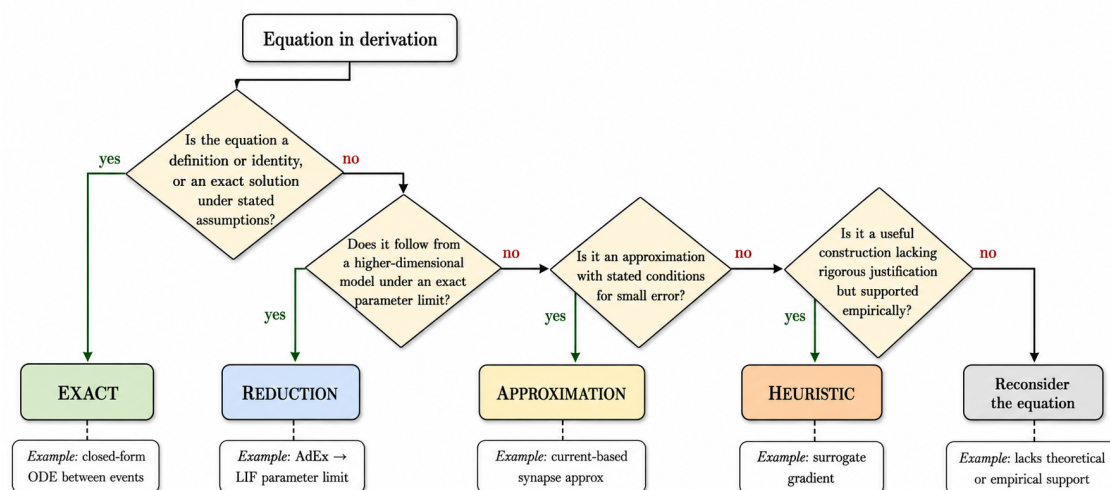 Equation in derivation
Is the equation a
definition or identity,
or an exact solution
under stated
assumptions?
yes
no
Does it follow from
a higher-dimensional
model under an exact
parameter limit?
yes
no
Is it an approximation
with stated conditions
for small error?
yes
no
Is it a useful
construction lacking
rigorous justification
but supported
empirically?
yes
no
EXACT
REDUCTION
APPROXIMATION
HEURISTIC
Reconsider
the equation
Example: closed-form
ODE between events
Example: AdEx →
LIF parameter limit
Example: current-based
synapse approx
Example: surrogate
gradient
Example: lacks theoretical
or empirical support